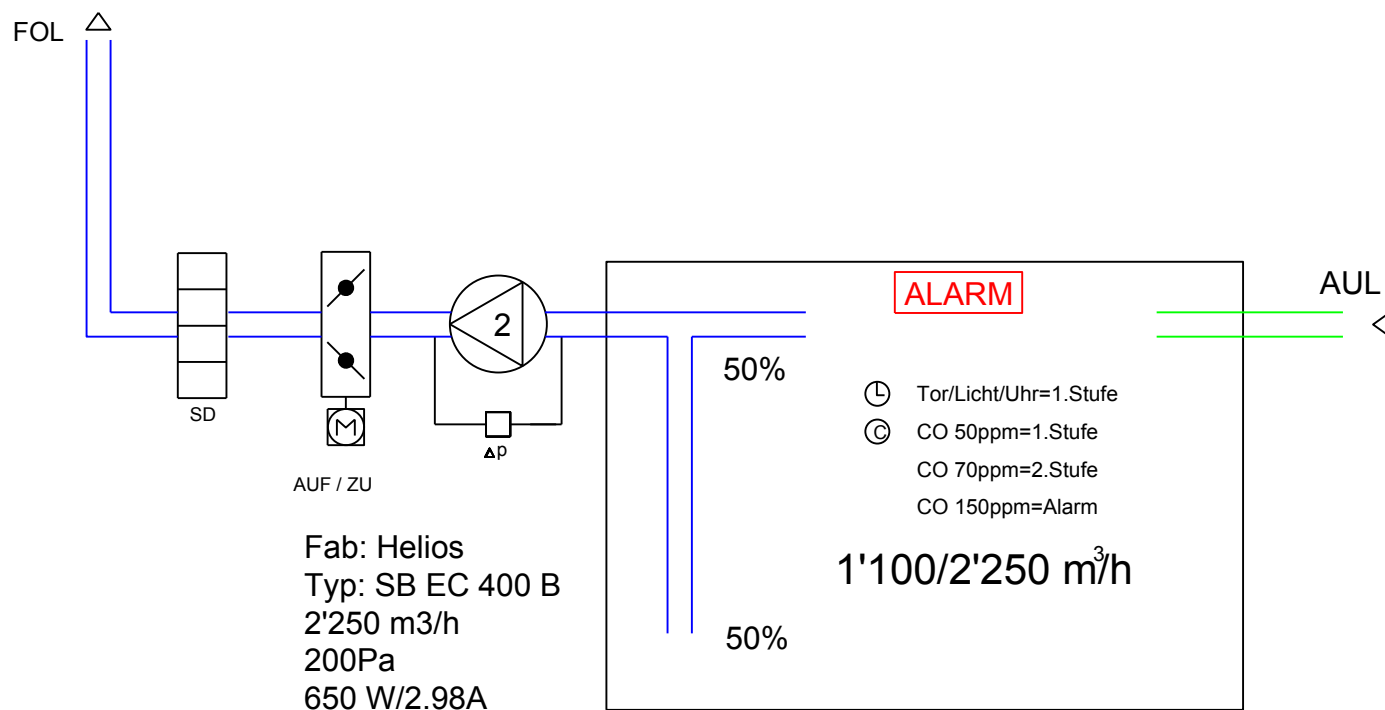 FOL
ALARM
AUL
2
50%
Tor/Licht/Uhr=1.Stufe
SD
M
C
CO 50ppm=1.Stufe
Δp
CO 70ppm=2.Stufe
AUF / ZU
CO 150ppm=Alarm
Fab: Helios
Typ: SB EC 400 B
2'250 m3/h
200Pa
650 W/2.98A
1'100/2'250 m³/h
50%